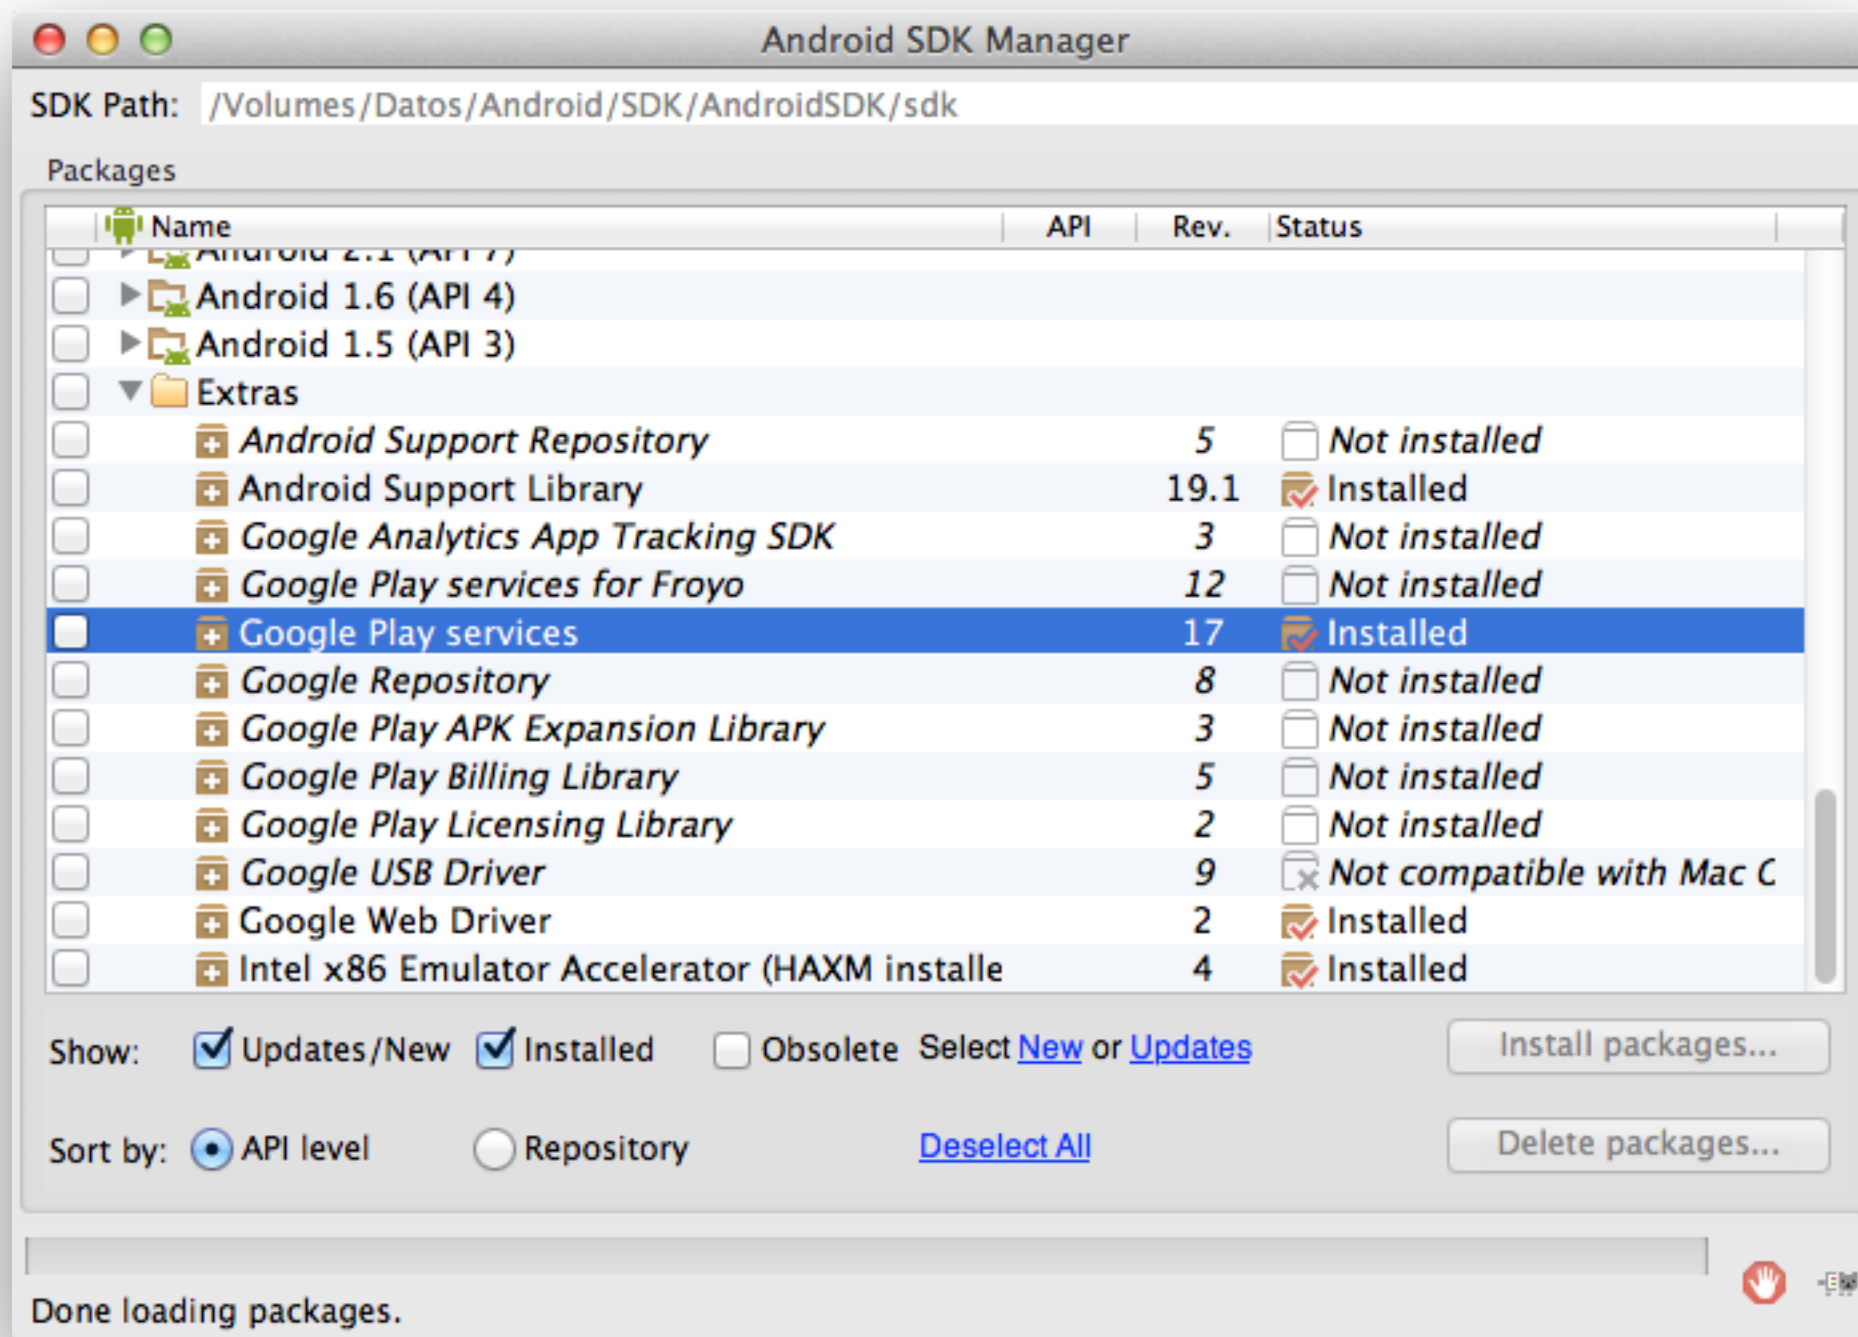 Android SDK Manager
SDK Path: /Volumes/Datos/Android/SDK/AndroidSDK/sdk
Packages
Name API Rev. Status
Android 2.1 (API 7)
Android 1.6 (API 4)
Android 1.5 (API 3)
Extras
Android Support Repository 5 Not installed
Android Support Library 19.1 Installed
Google Analytics App Tracking SDK 3 Not installed
Google Play services for Froyo 12 Not installed
Google Play services 17 Installed
Google Repository 8 Not installed
Google Play APK Expansion Library 3 Not installed
Google Play Billing Library 5 Not installed
Google Play Licensing Library 2 Not installed
Google USB Driver 9 Not compatible with Mac
Google Web Driver 2 Installed
Intel x86 Emulator Accelerator (HAXM installe 4 Installed
Show: Updates/New Installed Obsolete Select New or Updates Install packages...
Sort by: API level Repository Deselect All Delete packages...
Done loading packages.